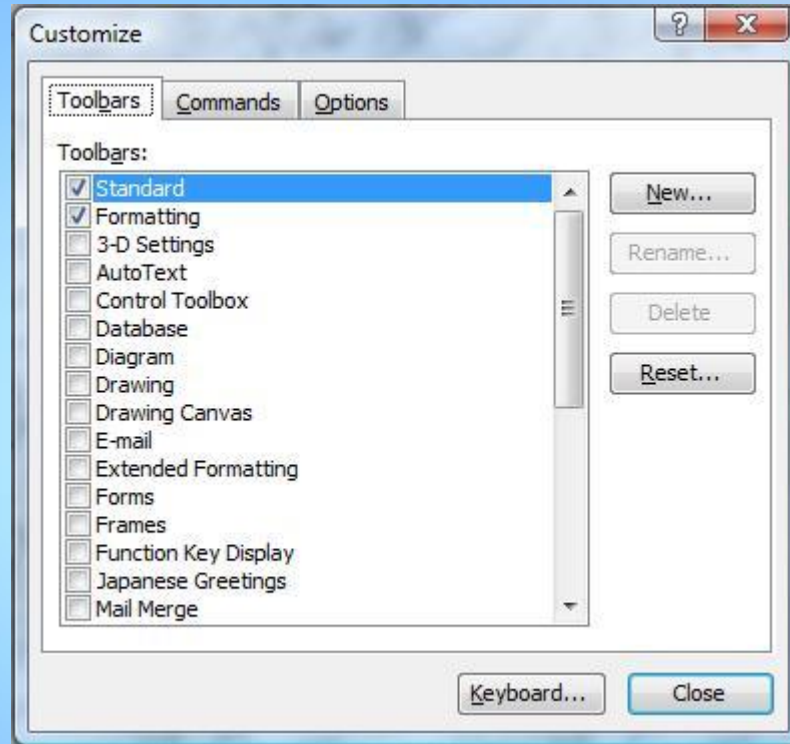 Customize
Toolbars Commands Options
Toolbars:
Standard
Formatting
3-D Settings
AutoText
Control Toolbox
Database
Diagram
Drawing
Drawing Canvas
E-mail
Extended Formatting
Forms
Frames
Function Key Display
Japanese Greetings
Mail Merge
New...
Rename...
Delete
Reset...
Keyboard... Close